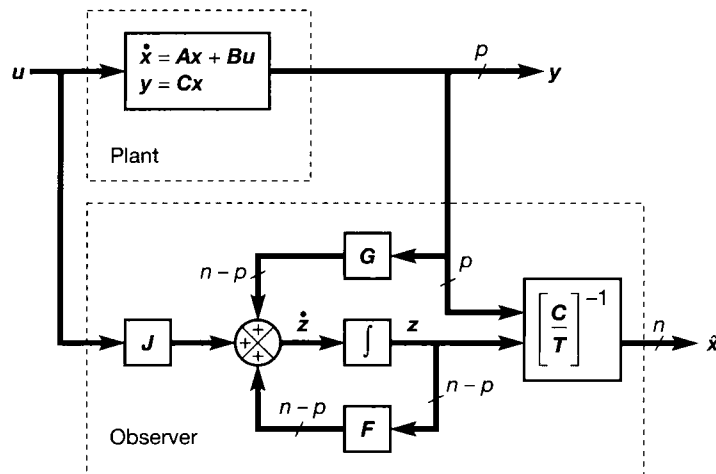 u
ẋ = Ax + Bu
y = Cx
p
y
Plant
G
n – p
p
+
+
+
ż
J
∫
z
[C/T]⁻¹
n
x̂
n – p
n – p
F
Observer